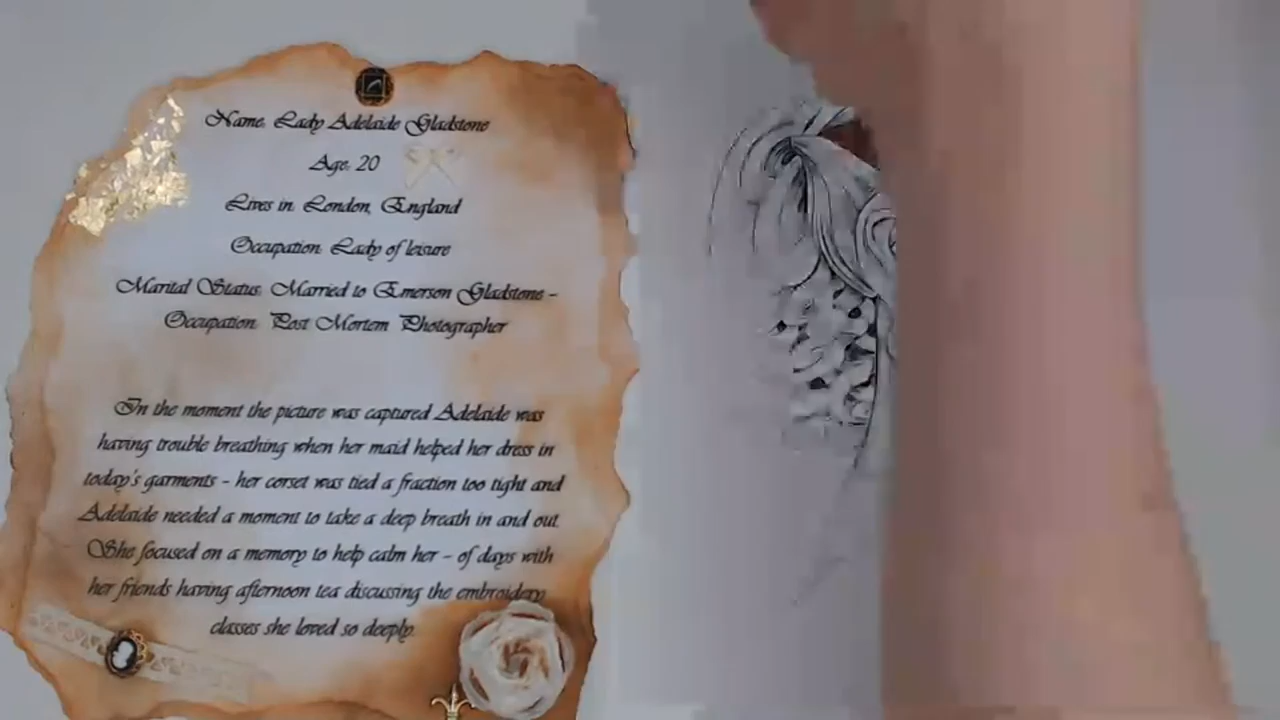 Name: Lady Adelaide Gladstone
Age: 20
Lives in: London, England
Occupation: Lady of leisure
Marital Status: Married to Emerson Gladstone -
Occupation: Post Mortem Photographer
In the moment the picture was captured Adelaide was
having trouble breathing when her maid helped her dress in
today's garments - her corset was tied a fraction too tight and
Adelaide needed a moment to take a deep breath in and out.
She focused on a memory to help calm her - of days with
her friends having afternoon tea discussing the embroidery
classes she loved so deeply.